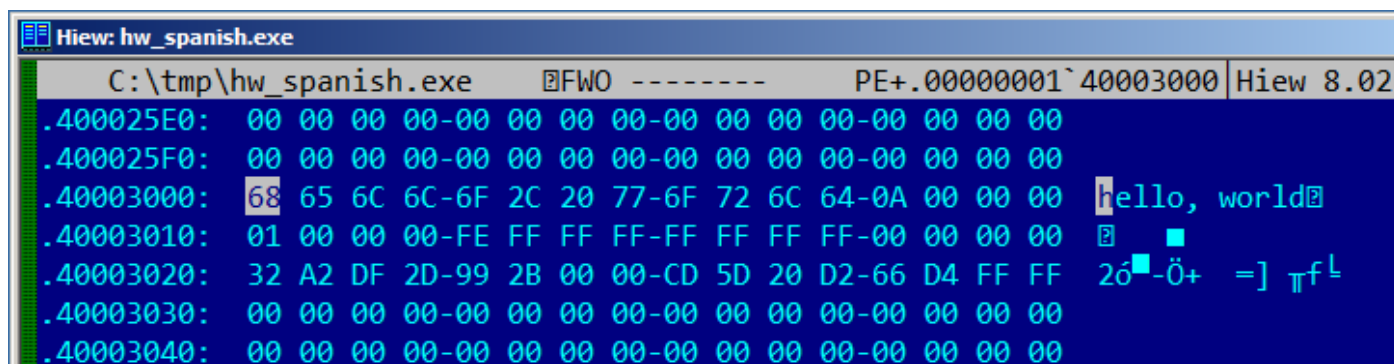 Hiew: hw_spanish.exe
C:\tmp\hw_spanish.exe ⍰FWO -------- PE+.00000001`40003000|Hiew 8.02
.400025E0: 00 00 00 00-00 00 00 00-00 00 00 00-00 00 00 00
.400025F0: 00 00 00 00-00 00 00 00-00 00 00 00-00 00 00 00
.40003000: 68 65 6C 6C-6F 2C 20 77-6F 72 6C 64-0A 00 00 00 hello, world⍰
.40003010: 01 00 00 00-FE FF FF FF-FF FF FF FF-00 00 00 00 ⍰ ■
.40003020: 32 A2 DF 2D-99 2B 00 00-CD 5D 20 D2-66 D4 FF FF 2ó▀-Ö+ =] ╥f╘
.40003030: 00 00 00 00-00 00 00 00-00 00 00 00-00 00 00 00
.40003040: 00 00 00 00-00 00 00 00-00 00 00 00-00 00 00 00